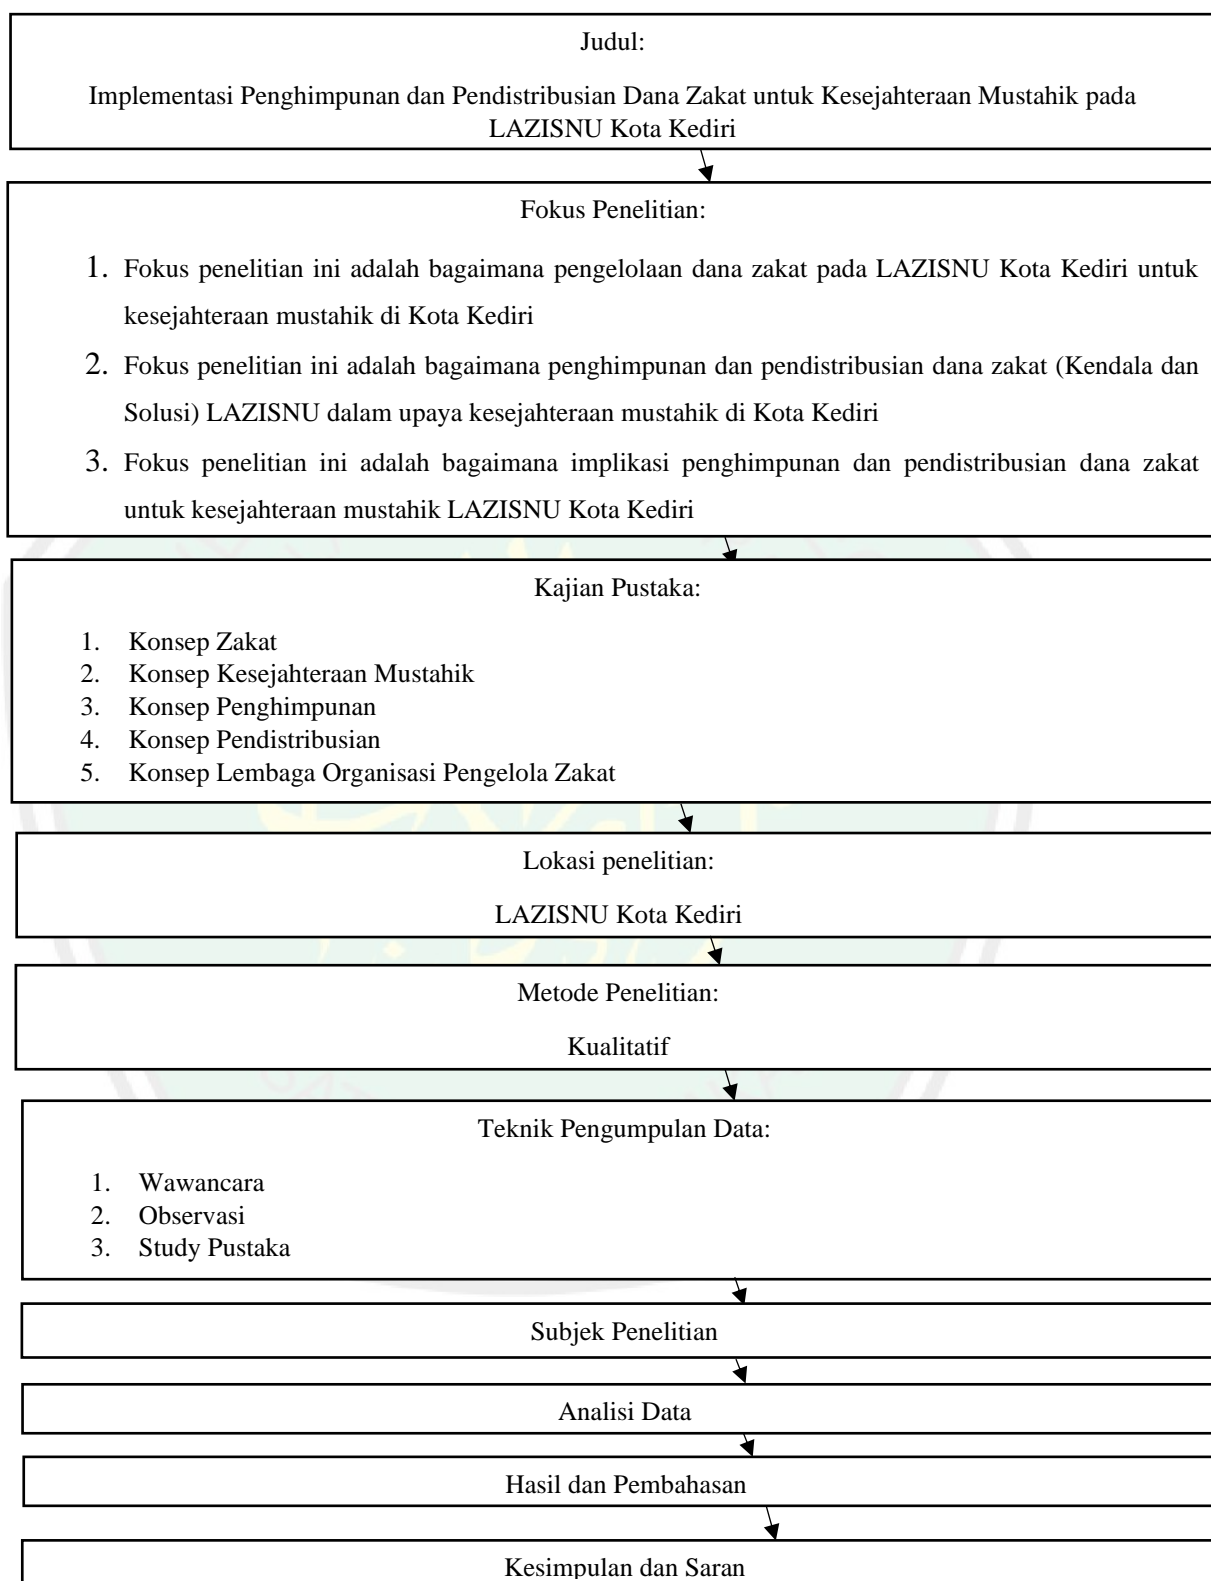 Judul:
Implementasi Penghimpunan dan Pendistribusian Dana Zakat untuk Kesejahteraan Mustahik pada
LAZISNU Kota Kediri
Fokus Penelitian:
1. Fokus penelitian ini adalah bagaimana pengelolaan dana zakat pada LAZISNU Kota Kediri untuk
kesejahteraan mustahik di Kota Kediri
2. Fokus penelitian ini adalah bagaimana penghimpunan dan pendistribusian dana zakat (Kendala dan
Solusi) LAZISNU dalam upaya kesejahteraan mustahik di Kota Kediri
3. Fokus penelitian ini adalah bagaimana implikasi penghimpunan dan pendistribusian dana zakat
untuk kesejahteraan mustahik LAZISNU Kota Kediri
Kajian Pustaka:
1. Konsep Zakat
2. Konsep Kesejahteraan Mustahik
3. Konsep Penghimpunan
4. Konsep Pendistribusian
5. Konsep Lembaga Organisasi Pengelola Zakat
Lokasi penelitian:
LAZISNU Kota Kediri
Metode Penelitian:
Kualitatif
Teknik Pengumpulan Data:
1. Wawancara
2. Observasi
3. Study Pustaka
Subjek Penelitian
Analisi Data
Hasil dan Pembahasan
Kesimpulan dan Saran